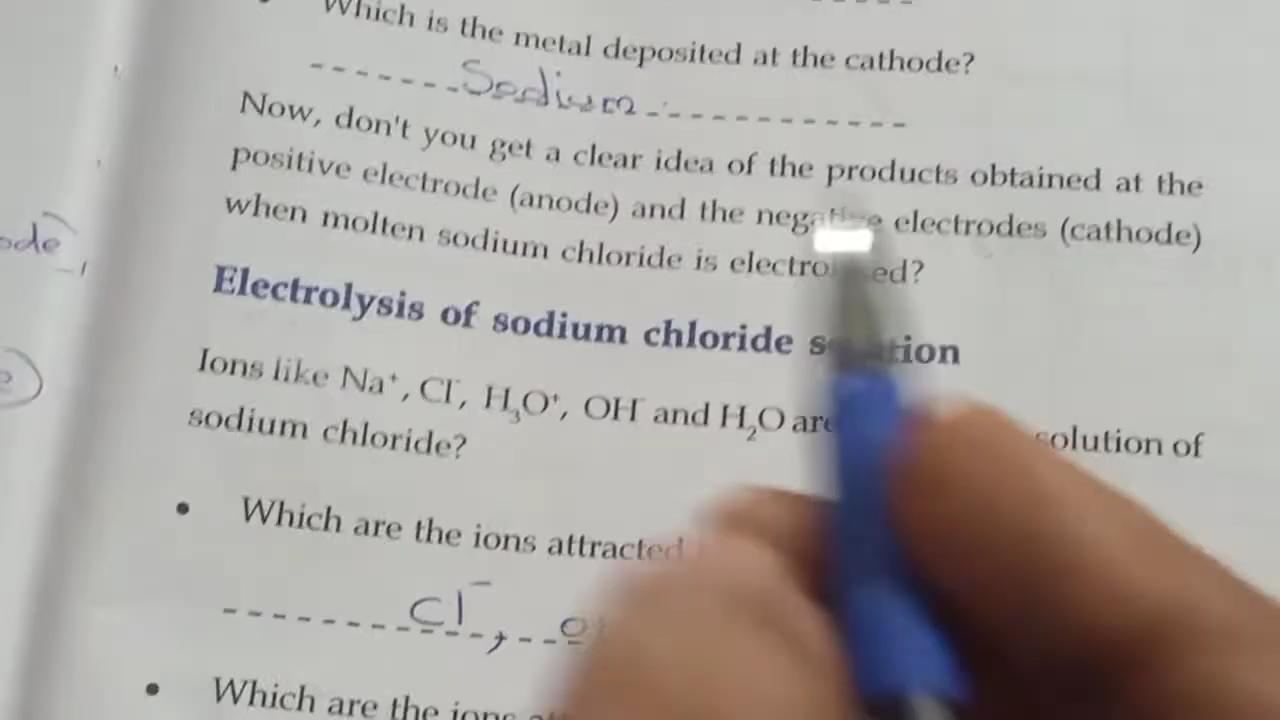 Which is the metal deposited at the cathode?
Sodium
Now, don't you get a clear idea of the products obtained at the
positive electrode (anode) and the negative electrodes (cathode)
when molten sodium chloride is ed?
Electrolysis of sodium chloride solution
Ions like Na⁺, Cl⁻, H₃O⁺, OH⁻ and H₂O are solution of
sodium chloride?
• Which are the ions attracted
Cl⁻,
• Which are the ions